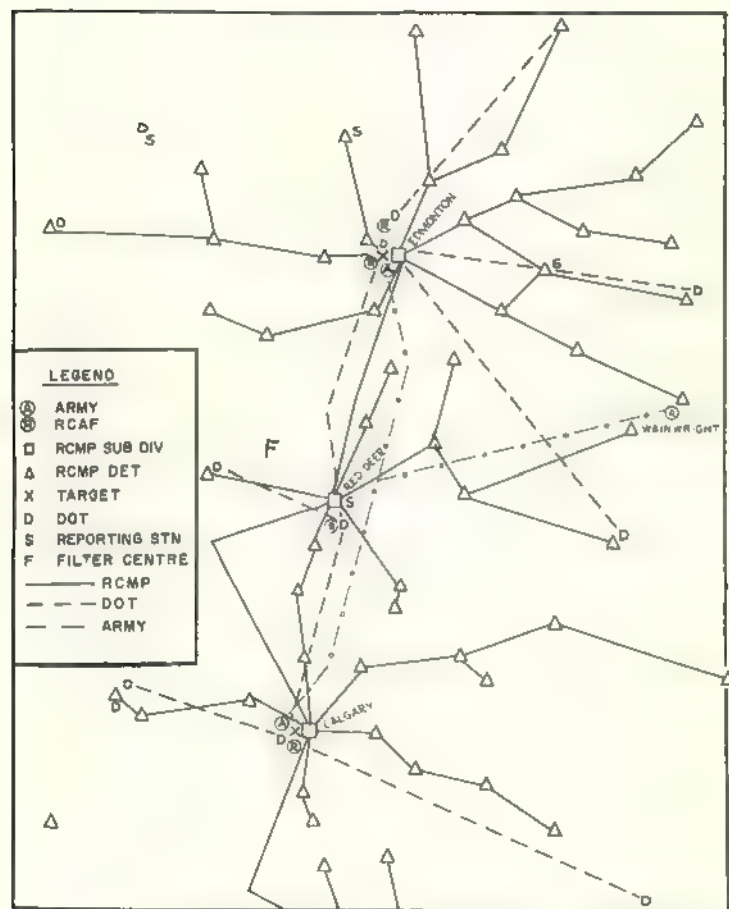 D
S
S
D
R
D
EDMONTON
D
R
A
S
D
LEGEND
A ARMY
R RCAF
□ RCMP SUB DIV
△ RCMP DET
X TARGET
D DOT
S REPORTING STN
F FILTER CENTRE
RCMP
DOT
ARMY
A
WAINWRIGHT
F
D
RED DEER
S
R D
D
D
D
A
X
CALGARY
D R
D